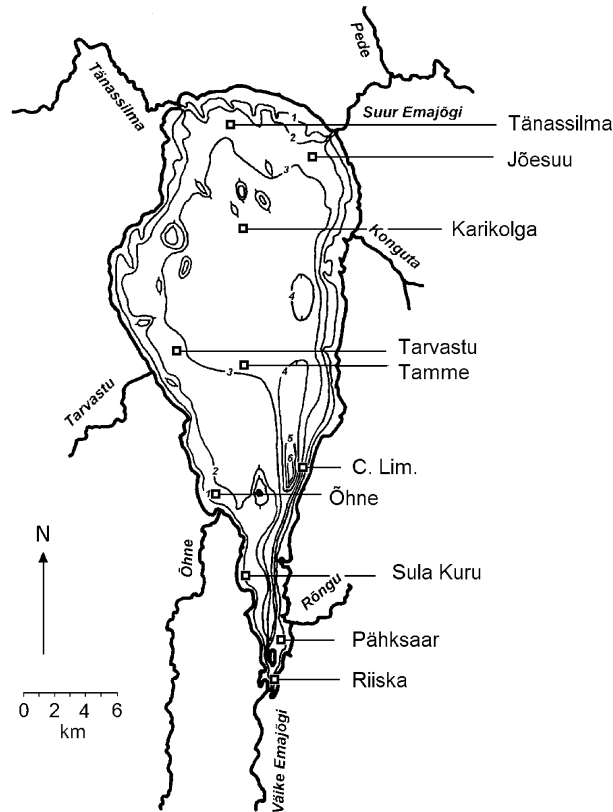 Pede
Tänassilma
Suur Emajõgi
1
2
Tänassilma
3
Jõesuu
Karikolga
Konguta
4
Tarvastu
3
4
Tamme
Tarvastu
5
6
2
C. Lim.
1
Õhne
N
Õhne
Sula Kuru
Rõngu
Pähksaar
Riiska
0 2 4 6
km
Väike Emajõgi